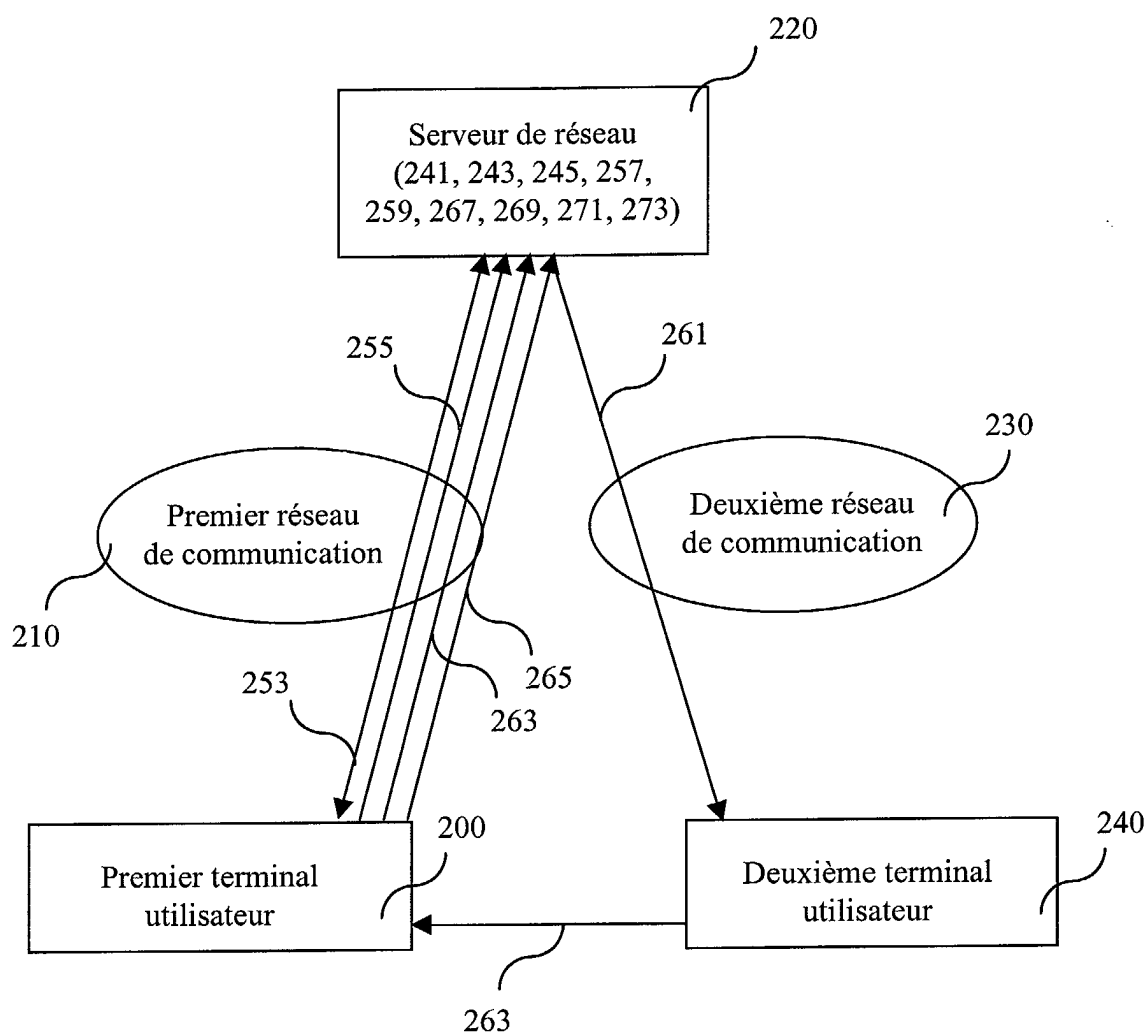 220
Serveur de réseau
(241, 243, 245, 257,
259, 267, 269, 271, 273)
255
261
230
Premier réseau
de communication
Deuxième réseau
de communication
210
253
265
263
200
240
Premier terminal
utilisateur
Deuxième terminal
utilisateur
263